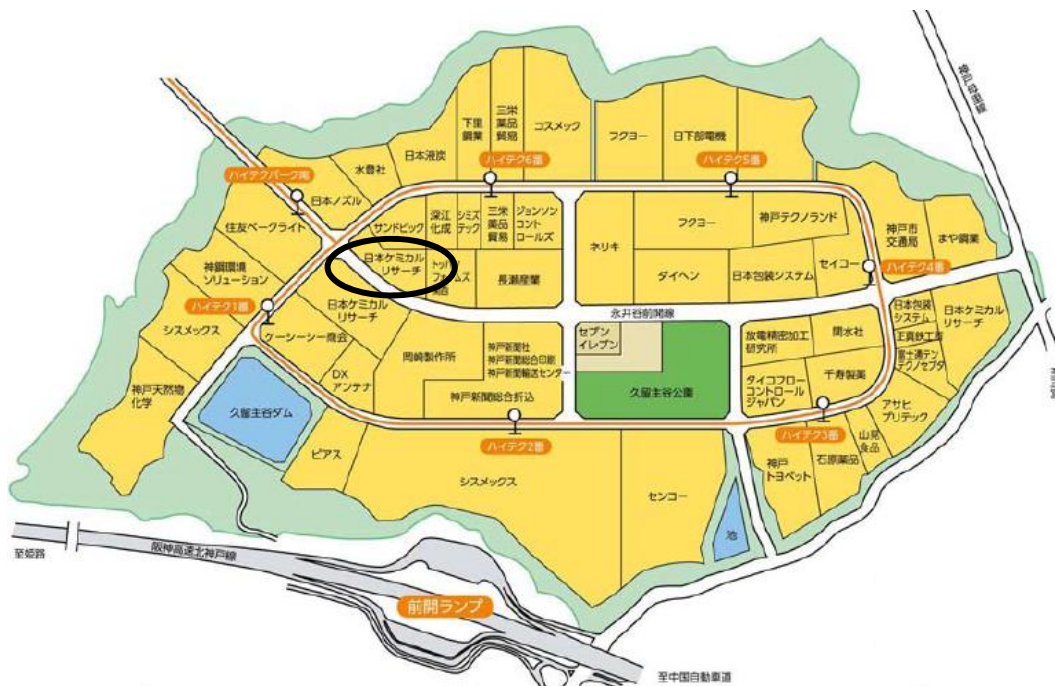 神戸母里線
三栄
薬品
貿易
下里
鋼業
コスメック
フクヨー
日下部電機
日本液炭
ハイテク6番
ハイテク5番
水豊社
ハイテクパーク南
日本ノズル
住友ベークライト
サンドビック
深江
化成
シミズ
テック
三栄
薬品
貿易
ジョンソン
コント
ロールズ
フクヨー
神戸テクノランド
神戸市
交通局
まや鋼業
ネツキ
神鋼環境
ソリューション
日本ケミカル
リサーチ
長瀬産業
ダイヘン
日本包装システム
セイコー
ハイテク4番
ハイテク1番
日本ケミカル
リサーチ
永井谷前開線
シスメックス
ケーシーシー商会
岡崎製作所
神戸新聞社
神戸新聞総合印刷
神戸新聞輸送センター
セブン
イレブン
放電精密加工
研究所
関水社
日本包装
システム
日本ケミカル
リサーチ
正真鉄工所
富士通テン
テクノセプタ
DX
アンテナ
神戸天然物
化学
久留主谷ダム
神戸新聞総合折込
久留主谷公園
タイコフロー
コントロール
ジャパン
千寿製薬
アサヒ
プリテック
ハイテク2番
ハイテク3番
ピアス
シスメックス
センコー
神戸
トヨペット
石原薬品
山晃
食品
池
至姫路
阪神高速北神戸線
前開ランプ
至中国自動車道